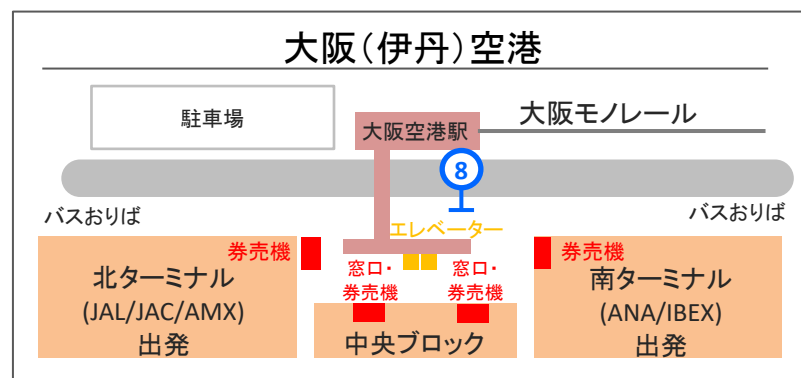 大阪（伊丹）空港
駐車場
大阪空港駅
大阪モノレール
8
バスおりば
バスおりば
エレベーター
券売機
窓口・
券売機
窓口・
券売機
券売機
北ターミナル
(JAL/JAC/AMX)
出発
中央ブロック
南ターミナル
(ANA/IBEX)
出発